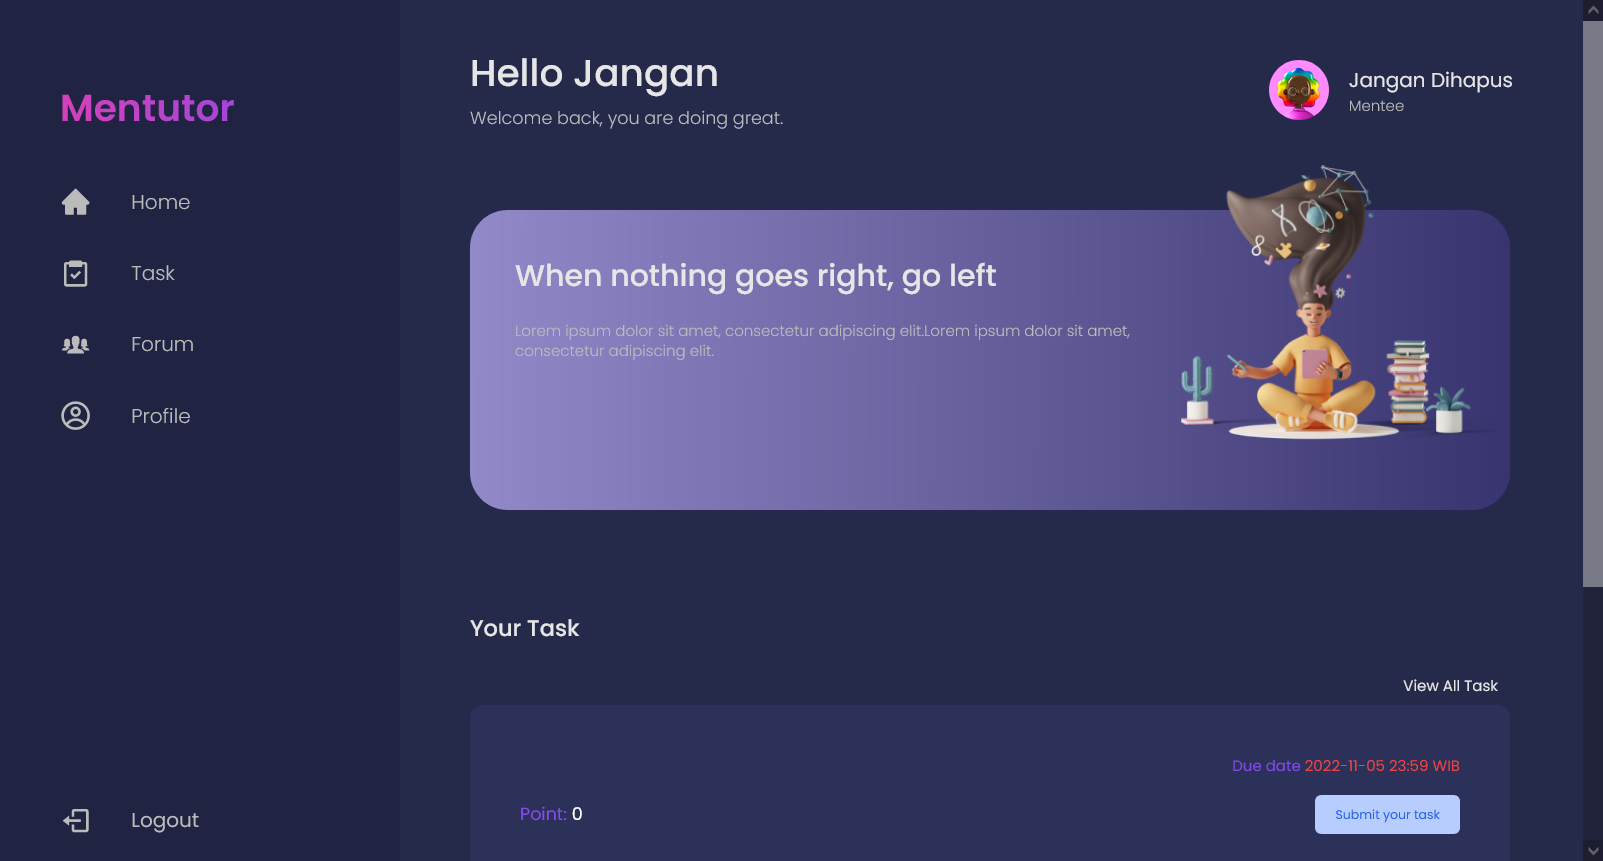 Mentutor
Home
Task
Forum
Profile
Logout
Hello Jangan
Welcome back, you are doing great.
Jangan Dihapus
Mentee
When nothing goes right, go left
Lorem ipsum dolor sit amet, consectetur adipiscing elit.Lorem ipsum dolor sit amet,
consectetur adipiscing elit.
Your Task
View All Task
Due date 2022-11-05 23:59 WIB
Point: 0
Submit your task